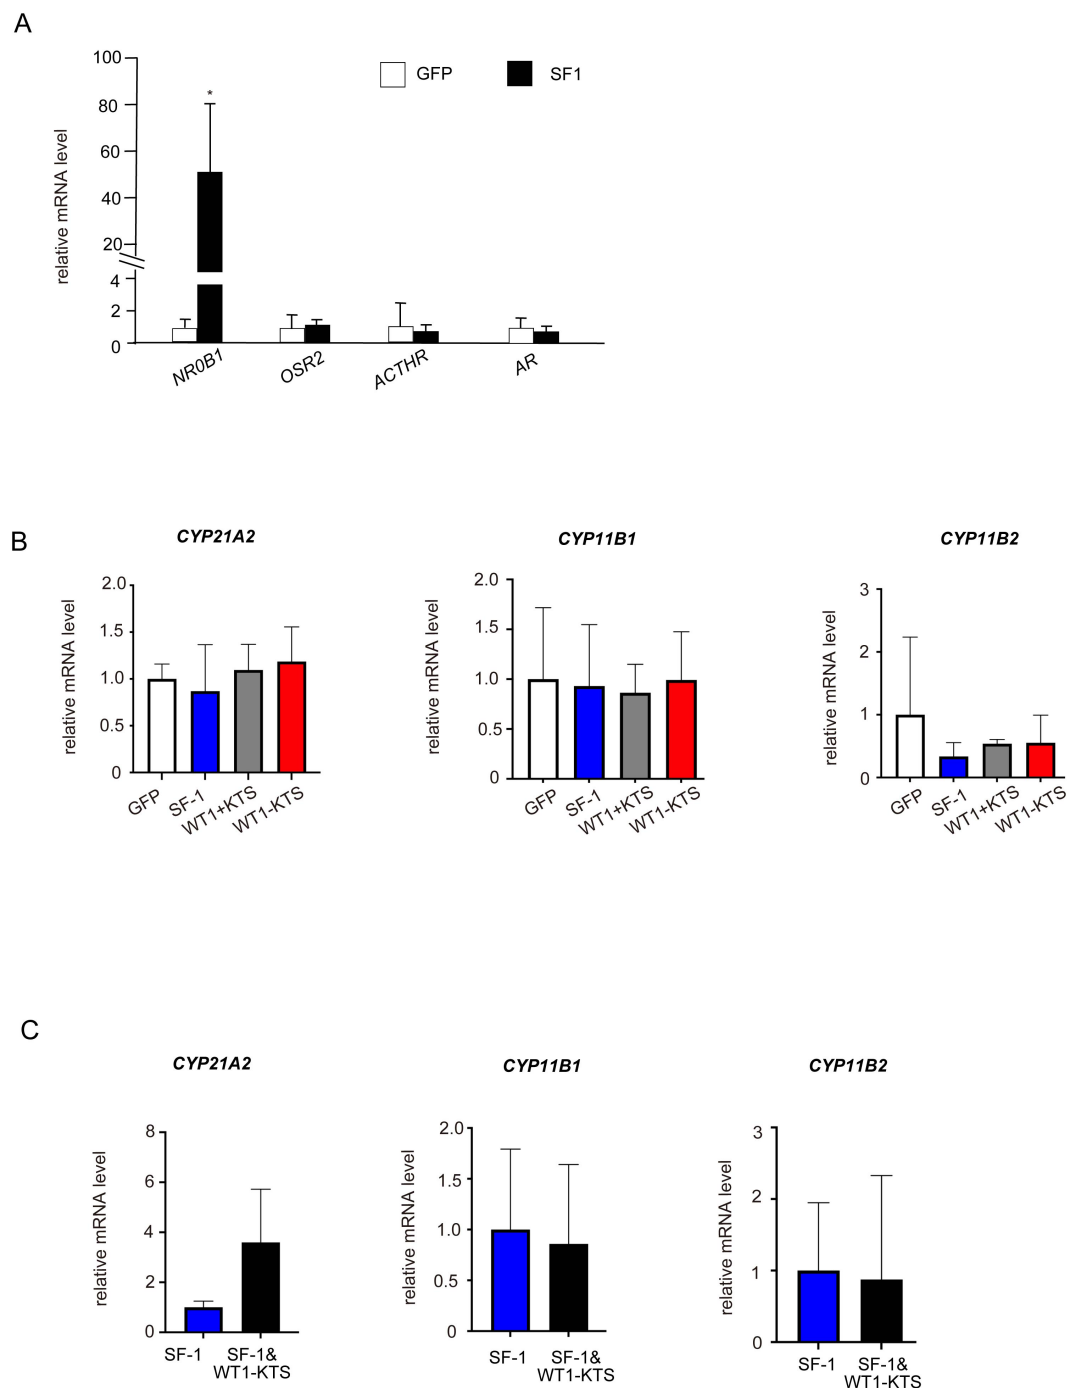 A
100
80
60
40
20
4
2
0
relative mRNA level
*
GFP
SF1
NR0B1
OSR2
ACTHR
AR
B
CYP21A2
relative mRNA level
2.0
1.5
1.0
0.5
0
GFP
SF-1
WT1+KTS
WT1-KTS
CYP11B1
relative mRNA level
2.0
1.5
1.0
0.5
0
GFP
SF-1
WT1+KTS
WT1-KTS
CYP11B2
relative mRNA level
3
2
1
0
GFP
SF-1
WT1+KTS
WT1-KTS
C
CYP21A2
relative mRNA level
8
6
4
2
0
SF-1
SF-1&
WT1-KTS
CYP11B1
relative mRNA level
2.0
1.5
1.0
0.5
0
SF-1
SF-1&
WT1-KTS
CYP11B2
relative mRNA level
3
2
1
0
SF-1
SF-1&
WT1-KTS